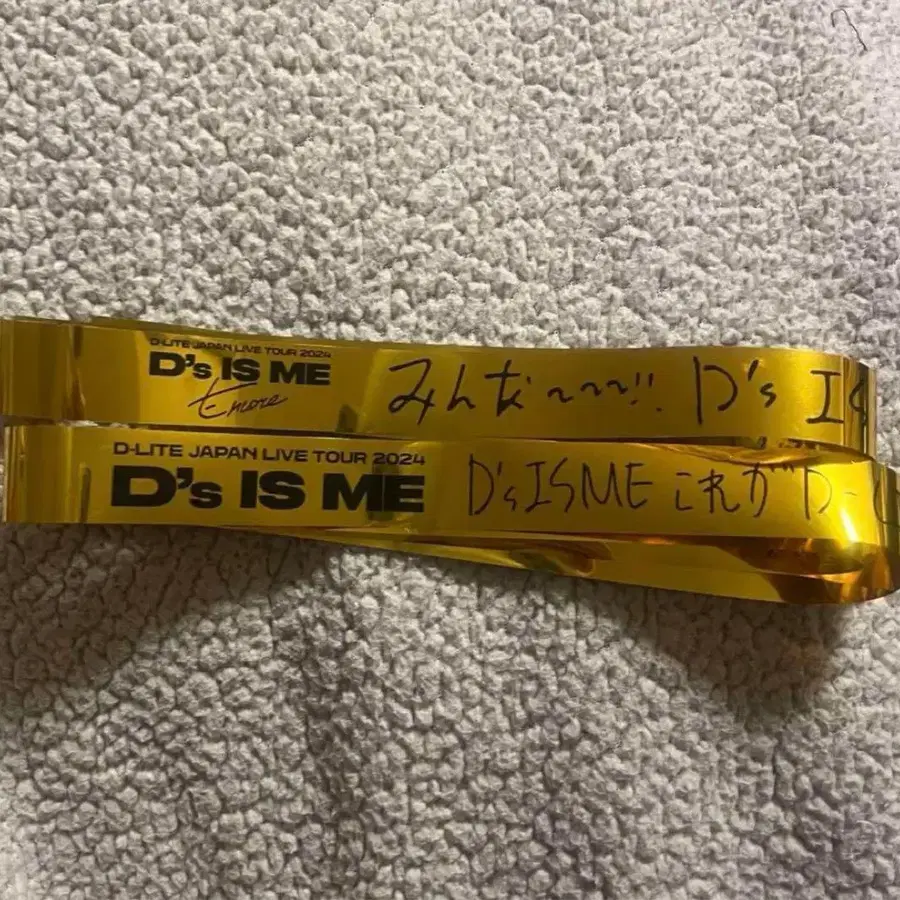 D-LITE JAPAN LIVE TOUR 2024
D's IS ME
Encore
みんな〜〜〜!! D's IS
D-LITE JAPAN LIVE TOUR 2024
D's IS ME
D's IS ME これが D-